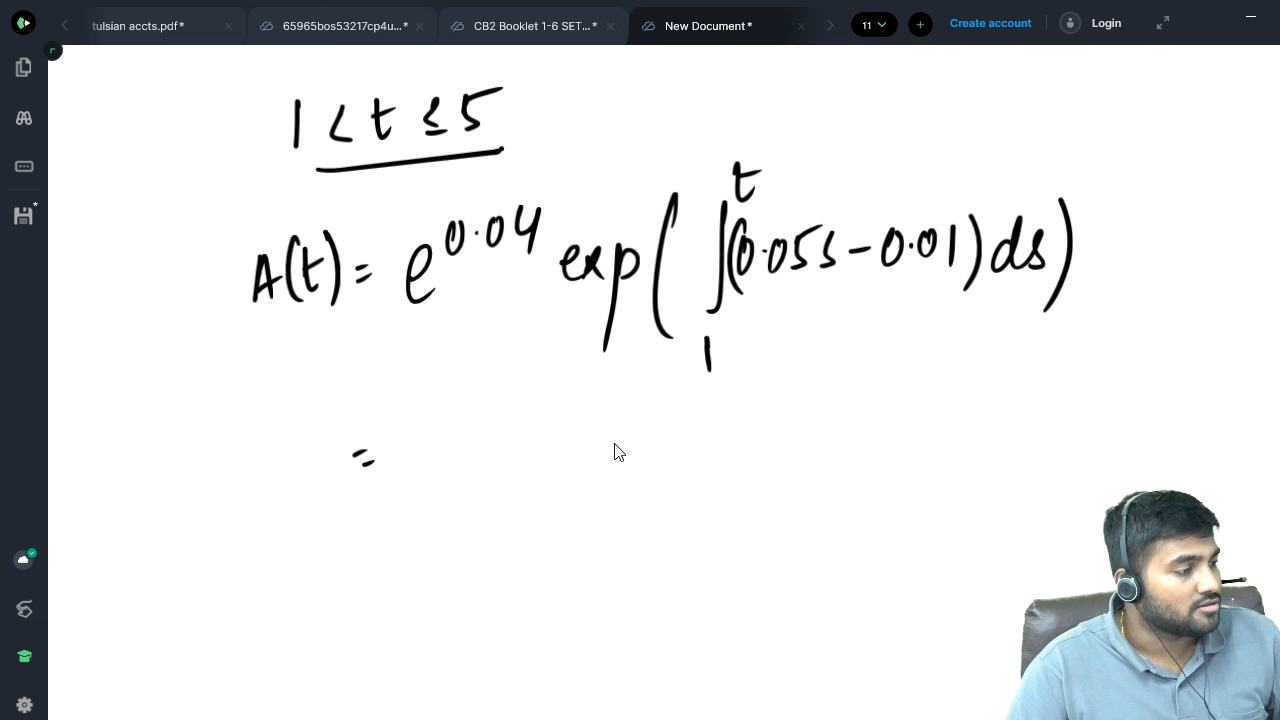 tulsian accts.pdf* 65965bos53217cp4u...* CB2 Booklet 1-6 SET...* New Document* 11 Create account Login
1 < t ≤ 5
A(t) = e^0.04 exp( ∫_1^t (0.05s - 0.01) ds )
=